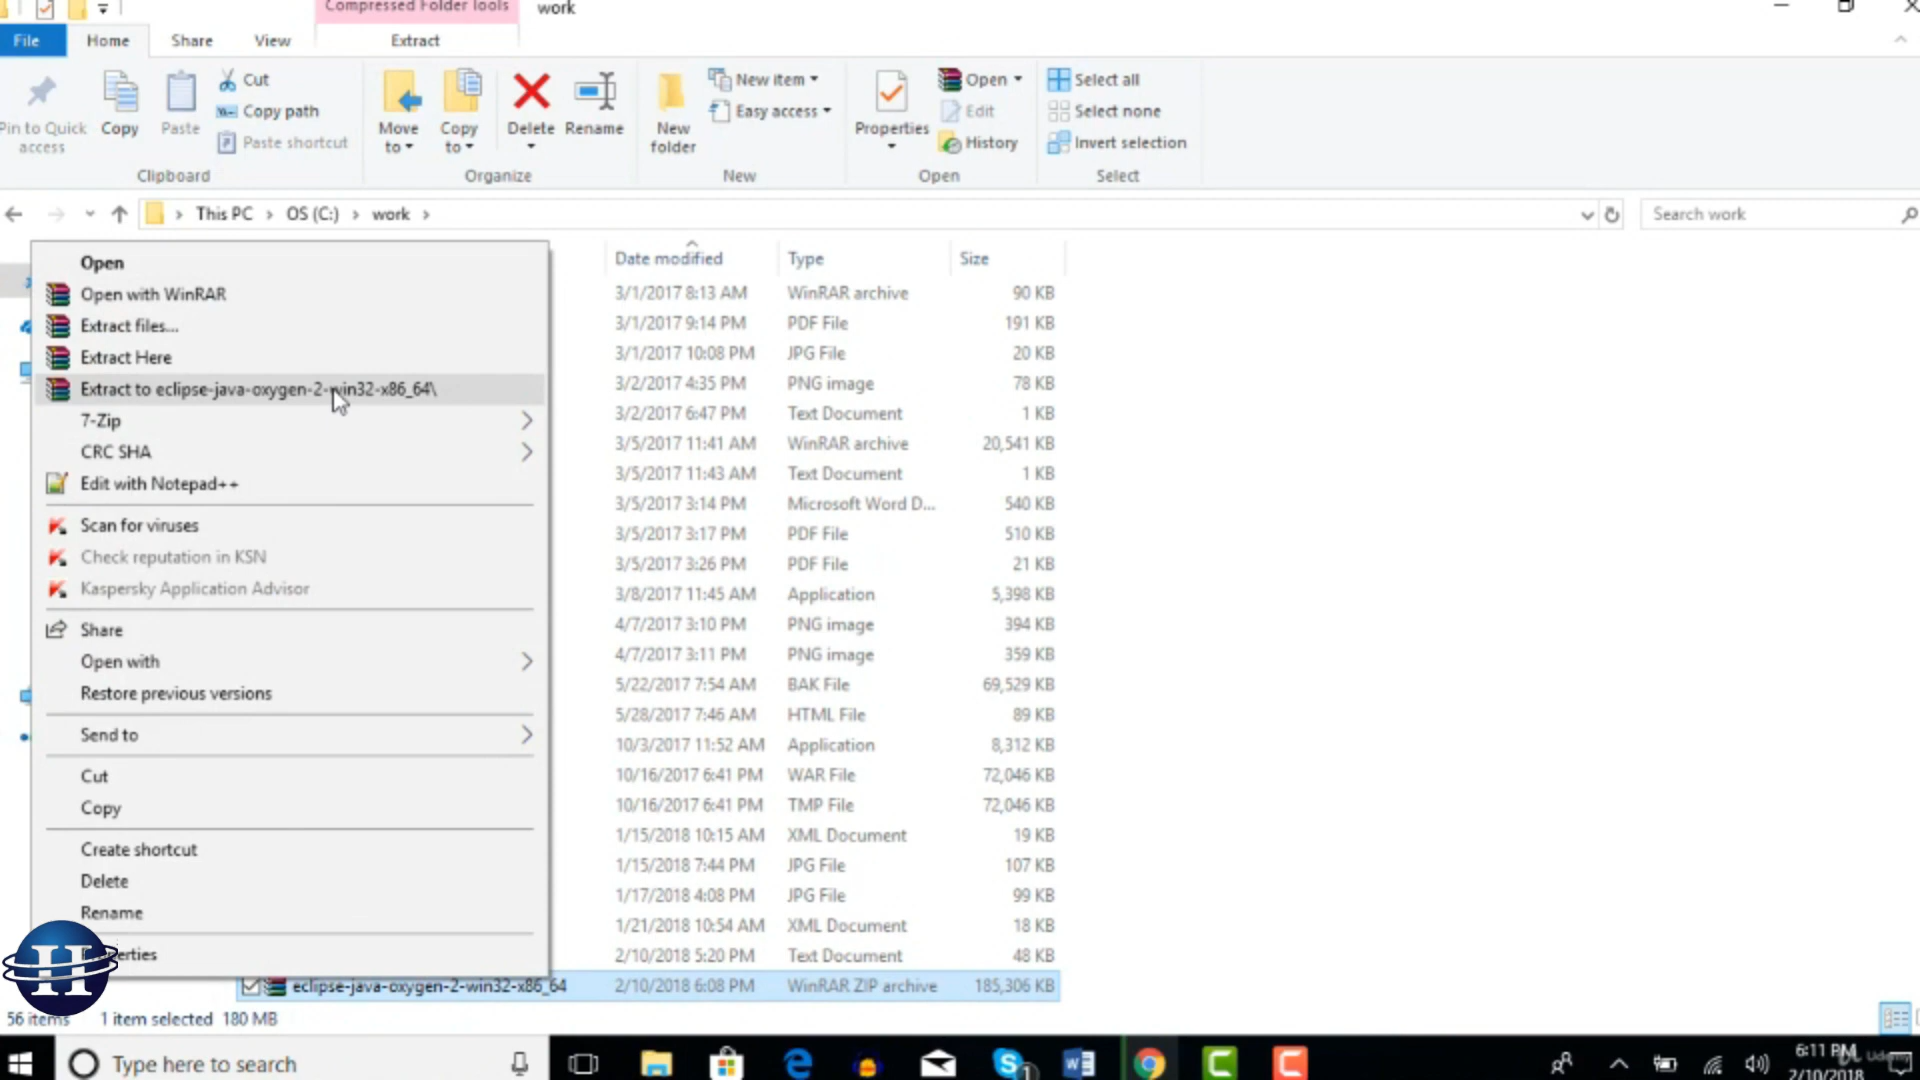 Compressed Folder Tools
work
File
Home
Share
View
Extract
Pin to Quick access
Copy
Paste
Cut
Copy path
Paste shortcut
Clipboard
Move to
Copy to
Delete
Rename
Organize
New folder
New item
Easy access
New
Properties
Open
Edit
History
Open
Select all
Select none
Invert selection
Select
This PC > OS (C:) > work >
Search work
Date modified Type Size
3/1/2017 8:13 AM WinRAR archive 90 KB
3/1/2017 9:14 PM PDF File 191 KB
3/1/2017 10:08 PM JPG File 20 KB
3/2/2017 4:35 PM PNG image 78 KB
3/2/2017 6:47 PM Text Document 1 KB
3/5/2017 11:41 AM WinRAR archive 20,541 KB
3/5/2017 11:43 AM Text Document 1 KB
3/5/2017 3:14 PM Microsoft Word D... 540 KB
3/5/2017 3:17 PM PDF File 510 KB
3/5/2017 3:26 PM PDF File 21 KB
3/8/2017 11:45 AM Application 5,398 KB
4/7/2017 3:10 PM PNG image 394 KB
4/7/2017 3:11 PM PNG image 359 KB
5/22/2017 7:54 AM BAK File 69,529 KB
5/28/2017 7:46 AM HTML File 89 KB
10/3/2017 11:52 AM Application 8,312 KB
10/16/2017 6:41 PM WAR File 72,046 KB
10/16/2017 6:41 PM TMP File 72,046 KB
1/15/2018 10:15 AM XML Document 19 KB
1/15/2018 7:44 PM JPG File 107 KB
1/17/2018 4:08 PM JPG File 99 KB
1/21/2018 10:54 AM XML Document 18 KB
2/10/2018 5:20 PM Text Document 48 KB
eclipse-java-oxygen-2-win32-x86_64 2/10/2018 6:08 PM WinRAR ZIP archive 185,306 KB
Open
Open with WinRAR
Extract files...
Extract Here
Extract to eclipse-java-oxygen-2-win32-x86_64\
7-Zip
CRC SHA
Edit with Notepad++
Scan for viruses
Check reputation in KSN
Kaspersky Application Advisor
Share
Open with
Restore previous versions
Send to
Cut
Copy
Create shortcut
Delete
Rename
Properties
H
56 items 1 item selected 180 MB
Type here to search
1
6:11 PM
2/10/2018
Udemy